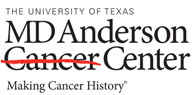 THE UNIVERSITY OF TEXAS
MD Anderson
Cancer Center
Making Cancer History®